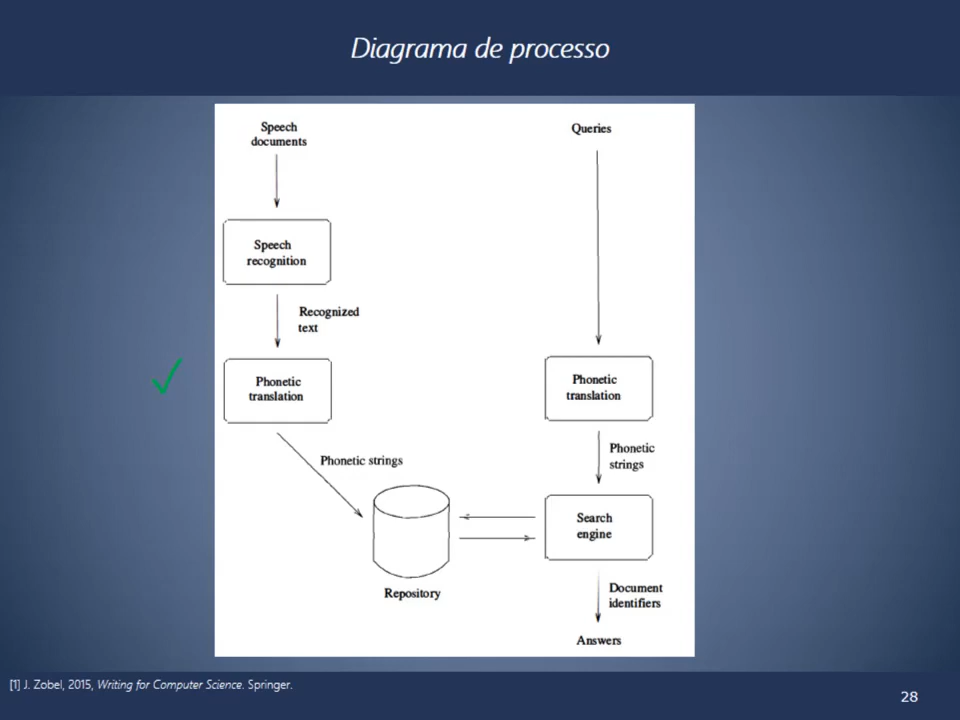 Diagrama de processo
Speech
documents
Queries
Speech
recognition
Recognized
text
Phonetic
translation
Phonetic
translation
Phonetic strings
Phonetic
strings
Search
engine
Repository
Document
identifiers
Answers
[1] J. Zobel, 2015, Writing for Computer Science. Springer.
28